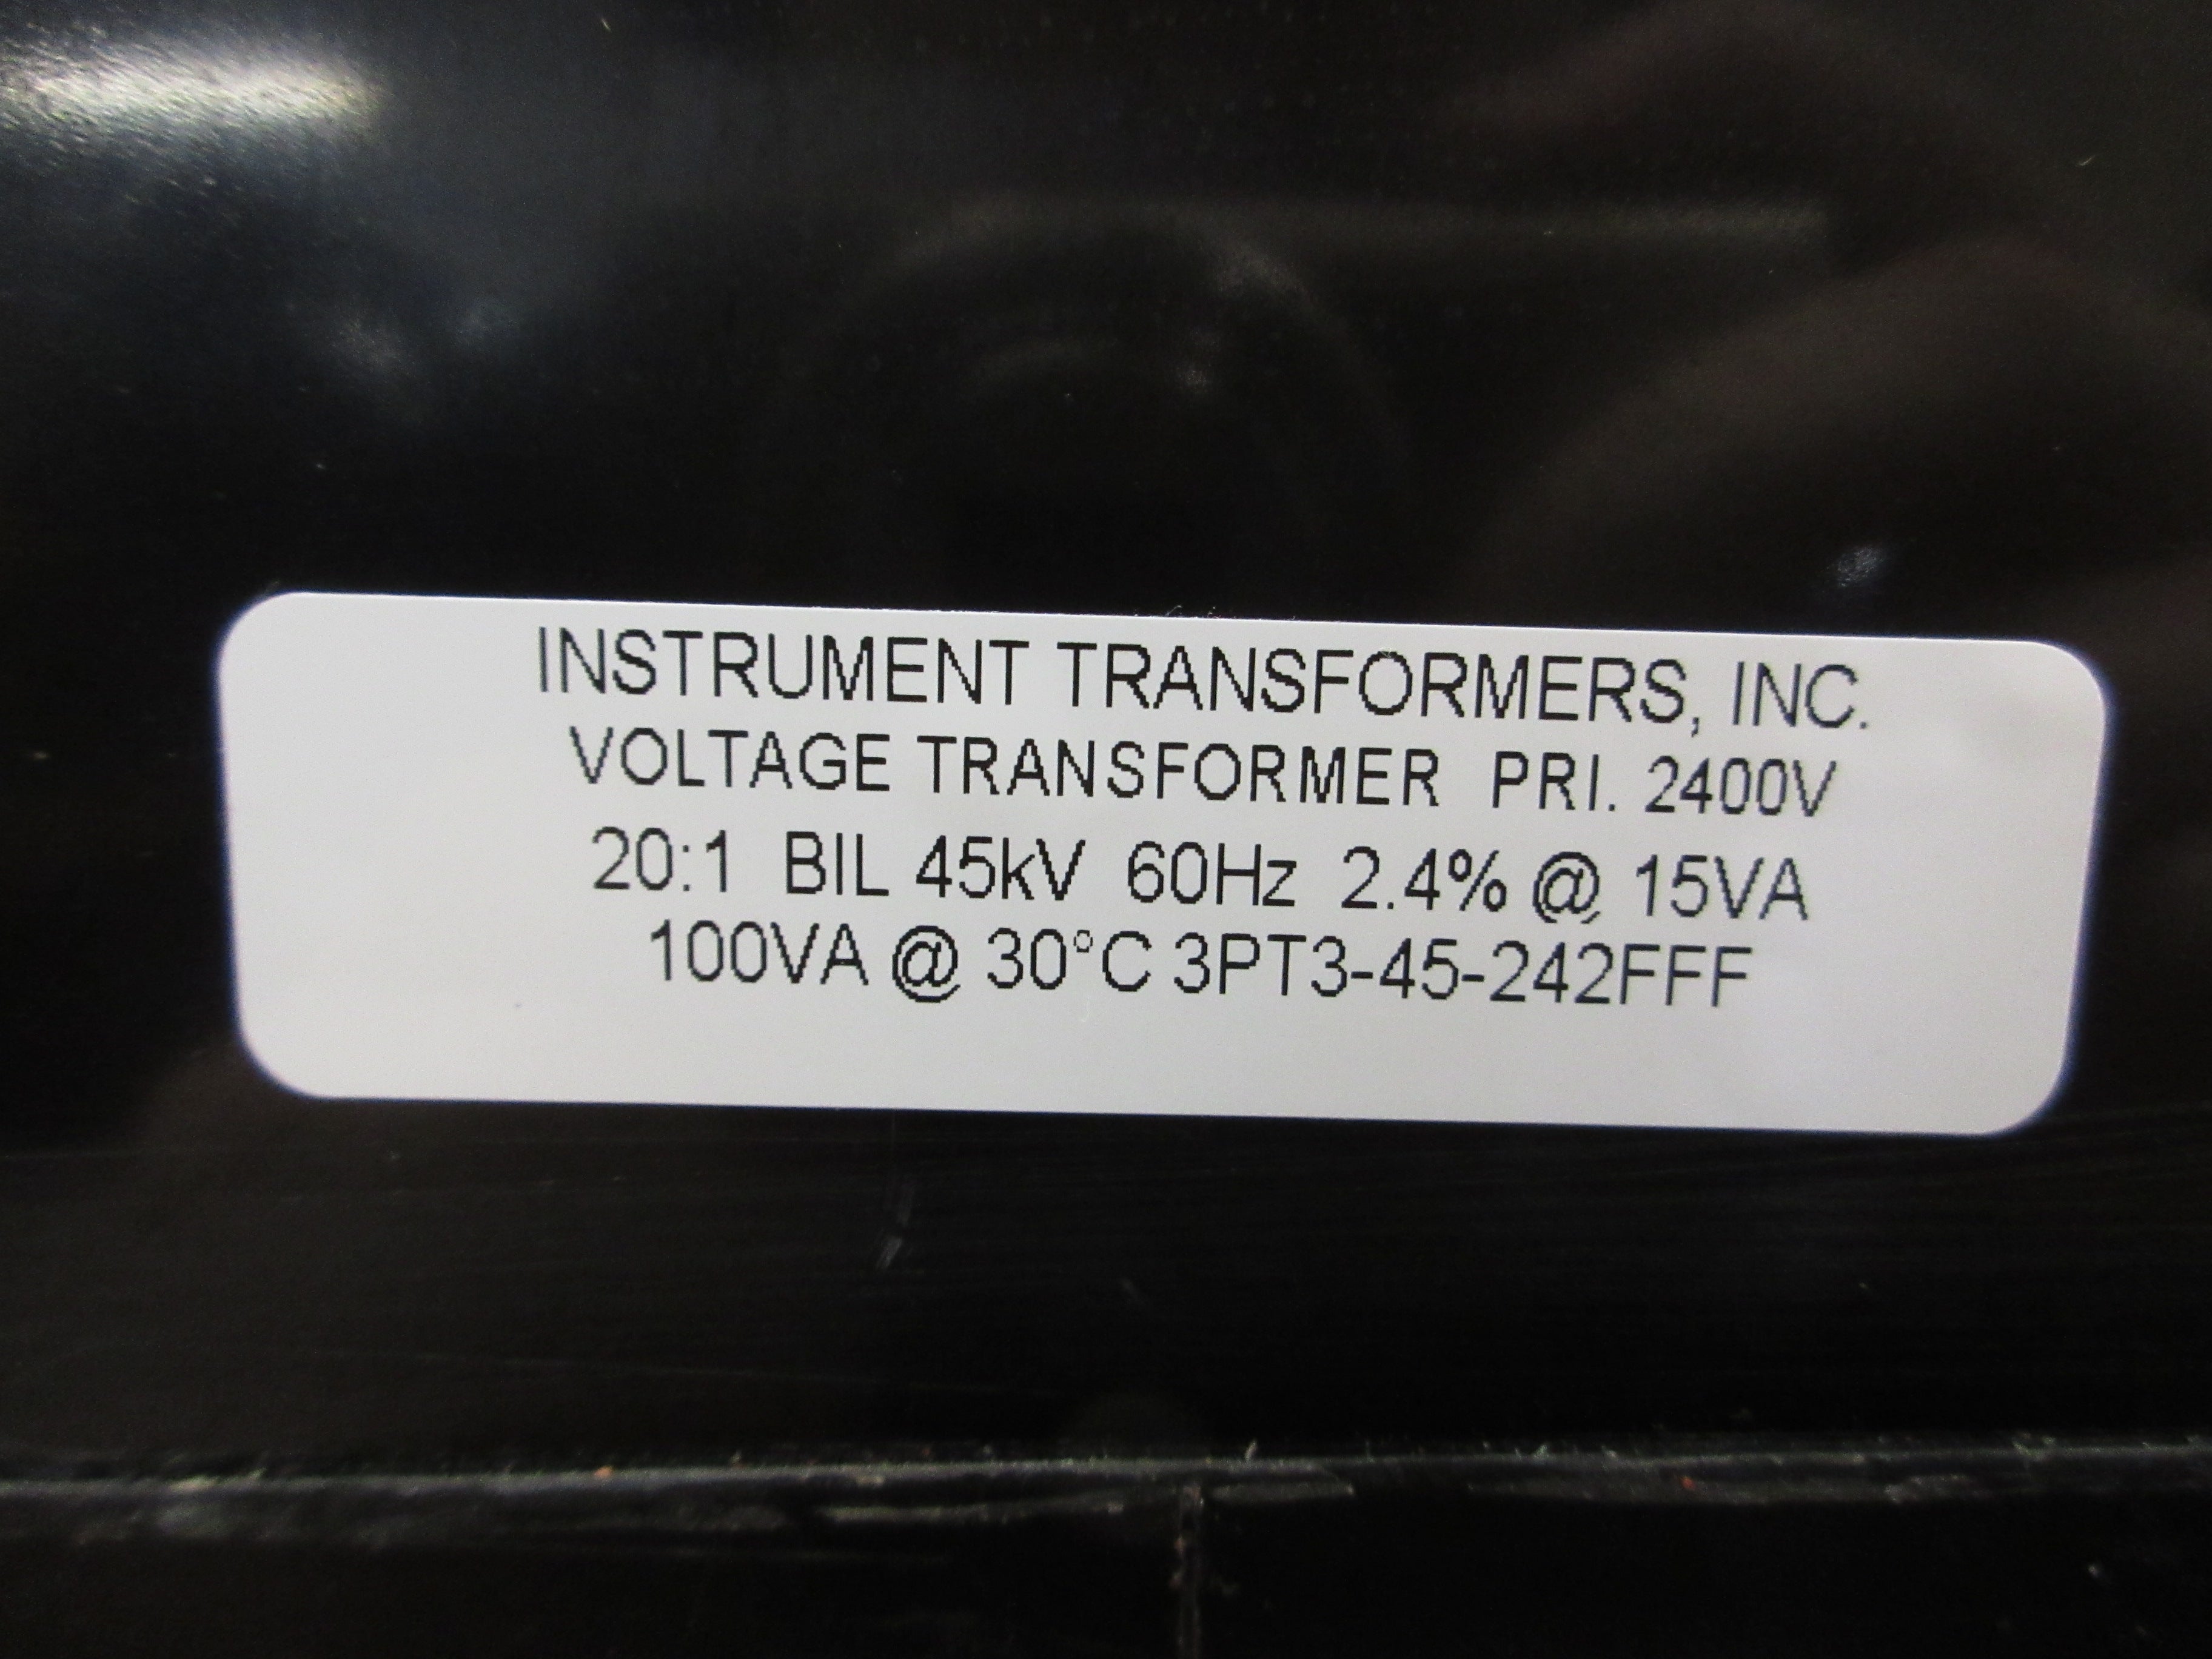 INSTRUMENT TRANSFORMERS, INC.
VOLTAGE TRANSFORMER PRI. 2400V
20:1 BIL 45kV 60Hz 2.4% @ 15VA
100VA @ 30°C 3PT3-45-242FFF